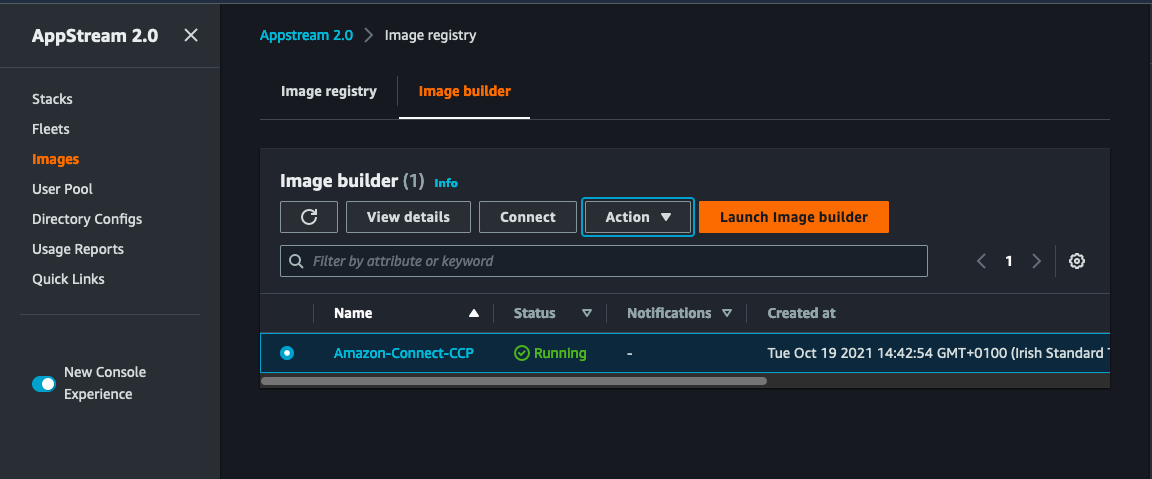 AppStream 2.0
Appstream 2.0 > Image registry
Stacks
Fleets
Images
User Pool
Directory Configs
Usage Reports
Quick Links
New Console
Experience
Image registry
Image builder
Image builder (1) Info
View details
Connect
Action
Launch Image builder
Filter by attribute or keyword
1
Name
Status
Notifications
Created at
Amazon-Connect-CCP
Running
-
Tue Oct 19 2021 14:42:54 GMT+0100 (Irish Standard